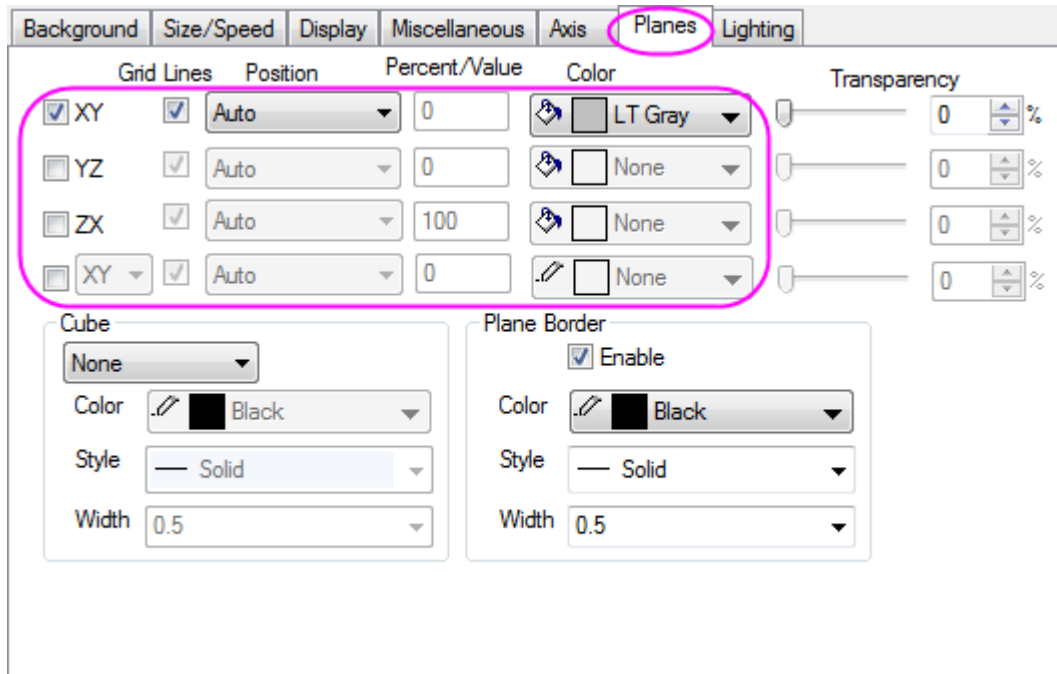 Background Size/Speed Display Miscellaneous Axis Planes Lighting
Grid Lines Position Percent/Value Color Transparency
XY Auto 0 LT Gray 0 %
YZ Auto 0 None 0 %
ZX Auto 100 None 0 %
XY Auto 0 None 0 %
Cube
None
Color Black
Style Solid
Width 0.5
Plane Border
Enable
Color Black
Style Solid
Width 0.5